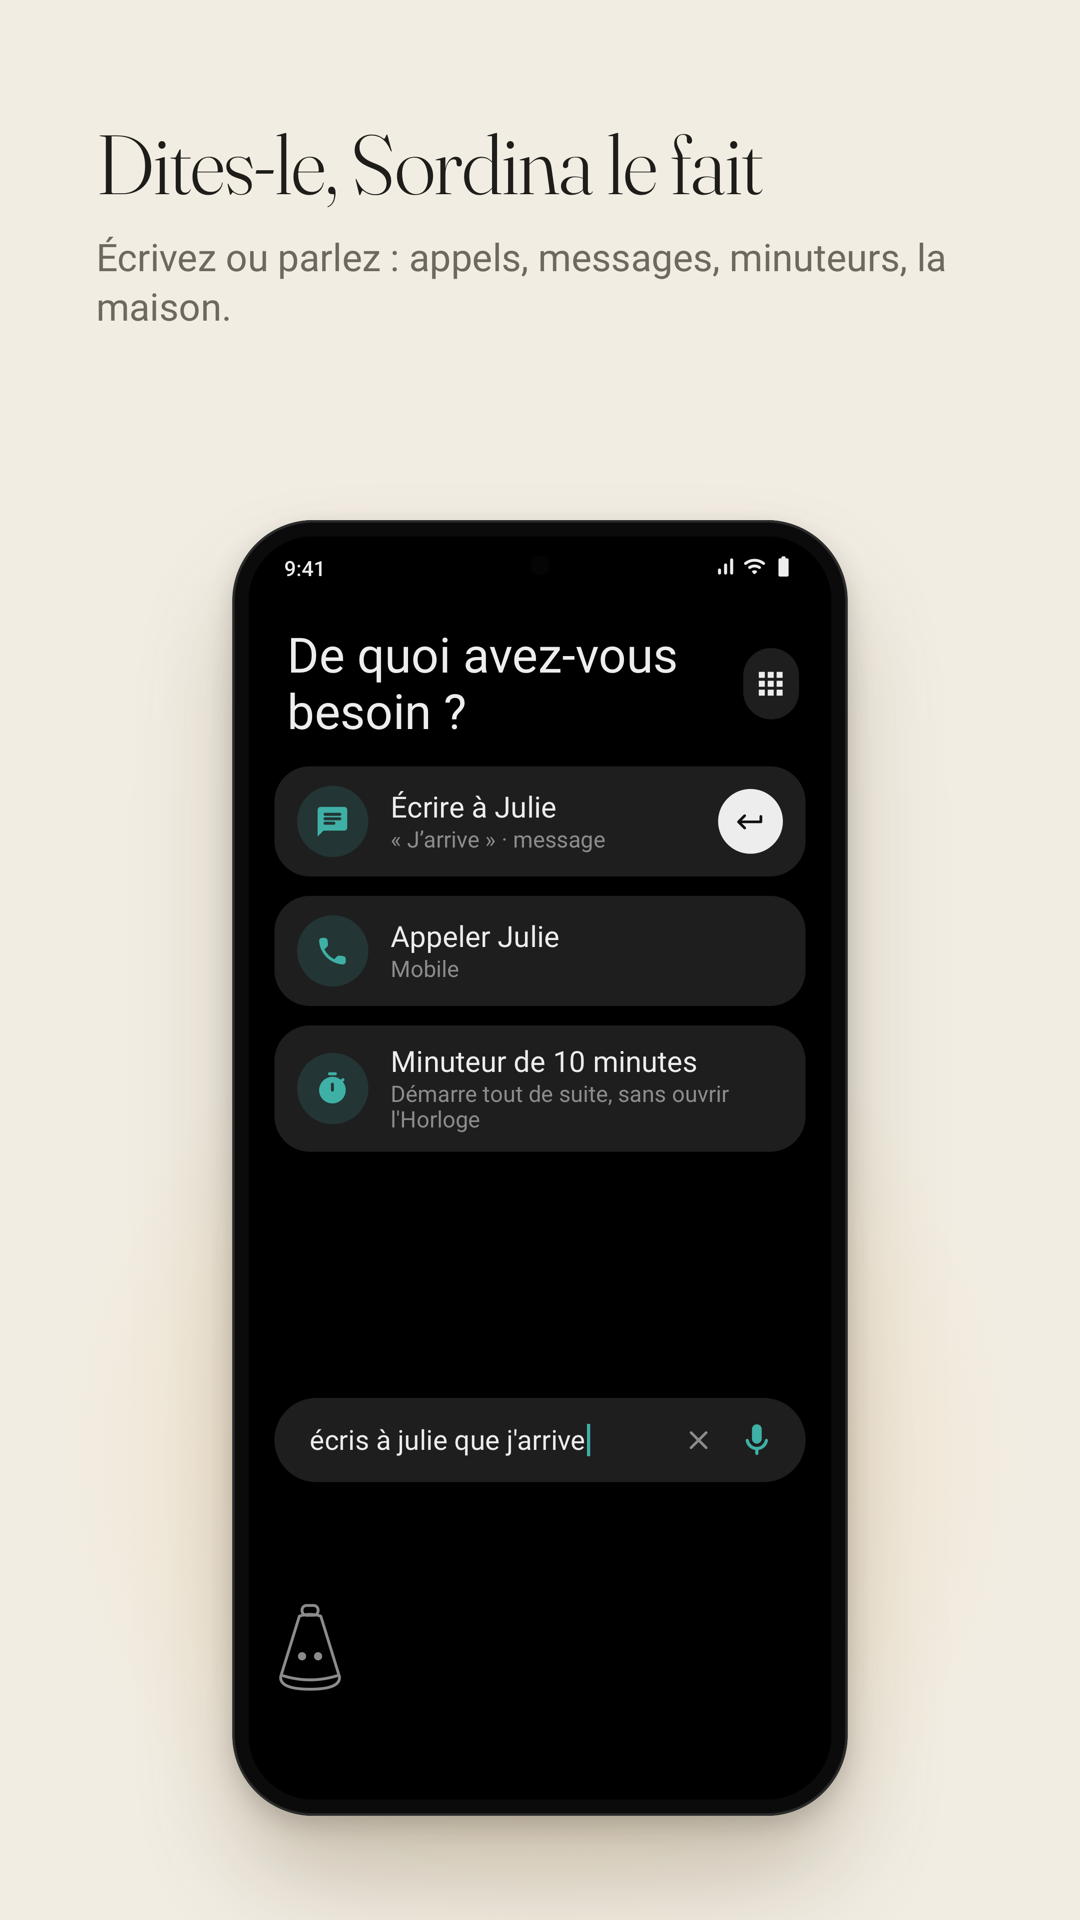 Dites-le, Sordina le fait
Écrivez ou parlez : appels, messages, minuteurs, la
maison.
9:41
De quoi avez-vous
besoin ?
Écrire à Julie
« J’arrive » · message
Appeler Julie
Mobile
Minuteur de 10 minutes
Démarre tout de suite, sans ouvrir
l'Horloge
écris à julie que j'arrive